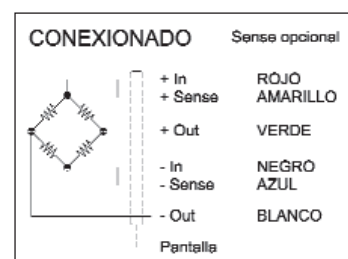 CONEXIONADO Sense opcional
+ In ROJO
+ Sense AMARILLO
+ Out VERDE
- In NEGRO
- Sense AZUL
- Out BLANCO
Pantalla